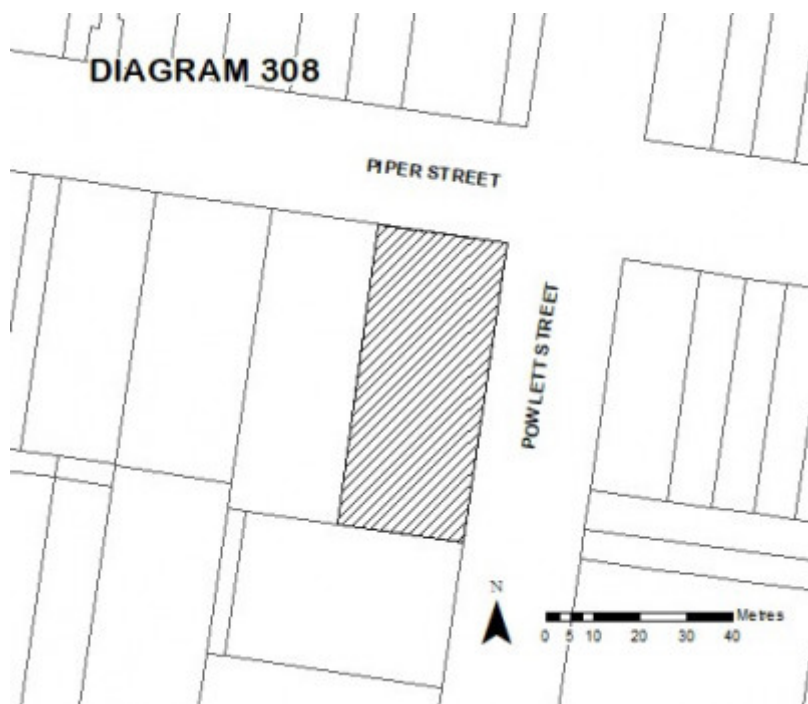 DIAGRAM 308
PIPER STREET
POWLETT STREET
N
Metres
0 5 10 20 30 40